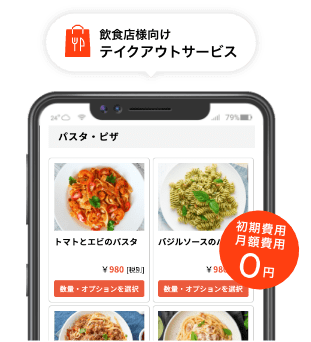 飲食店様向け
テイクアウトサービス
79%
パスタ・ピザ
トマトとエビのパスタ
バジルソースの
￥980 [税別]
￥98
数量・オプションを選択
数量・オプションを選択
初期費用
月額費用
0円